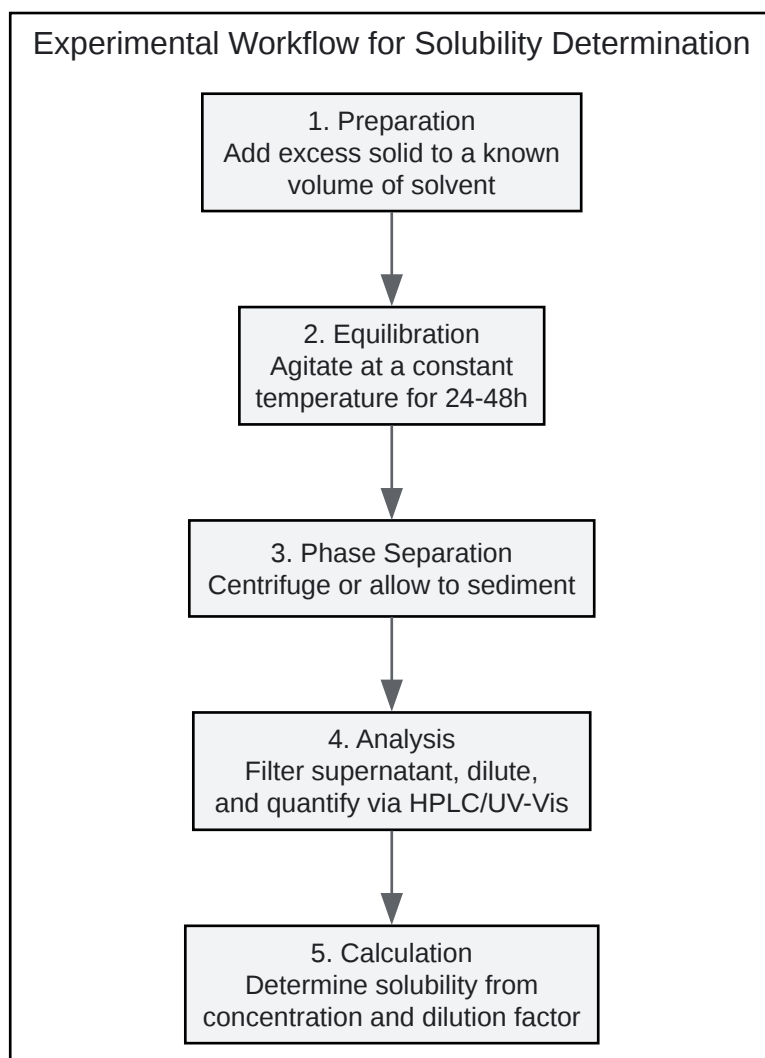 Experimental Workflow for Solubility Determination
1. Preparation
Add excess solid to a known
volume of solvent
2. Equilibration
Agitate at a constant
temperature for 24-48h
3. Phase Separation
Centrifuge or allow to sediment
4. Analysis
Filter supernatant, dilute,
and quantify via HPLC/UV-Vis
5. Calculation
Determine solubility from
concentration and dilution factor